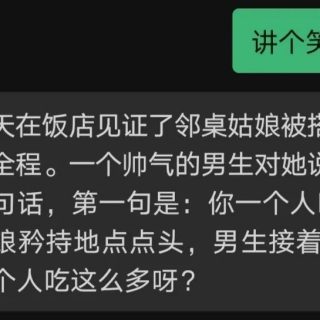 讲个笑
天在饭店见证了邻桌姑娘被搭
全程。一个帅气的男生对她说
句话，第一句是：你一个人
娘矜持地点点头，男生接着
个人吃这么多呀？